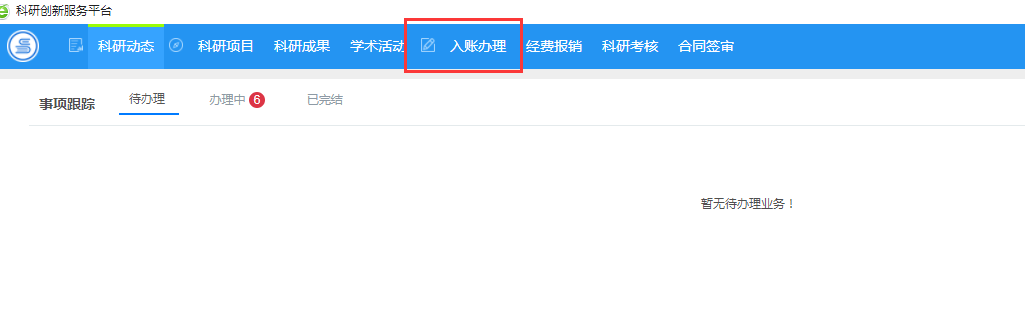 科研创新服务平台
科研动态 科研项目 科研成果 学术活动 入账办理 经费报销 科研考核 合同签审
事项跟踪 待办理 办理中 6 已完结
暂无待办理业务！